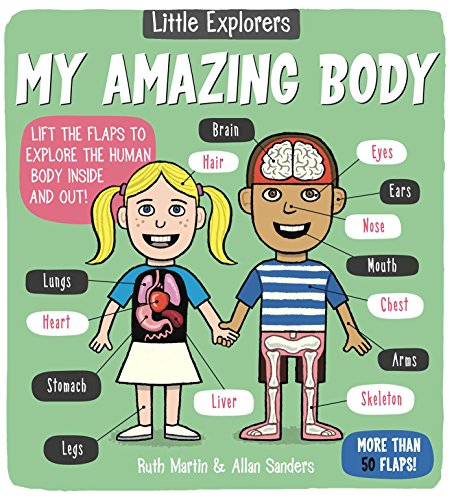 Little Explorers
MY AMAZING BODY
LIFT THE FLAPS TO
EXPLORE THE HUMAN
BODY INSIDE
AND OUT!
Brain
Hair
Eyes
Ears
Nose
Mouth
Lungs
Chest
Heart
Arms
Stomach
Liver
Skeleton
Legs
MORE THAN
50 FLAPS!
Ruth Martin & Allan Sanders